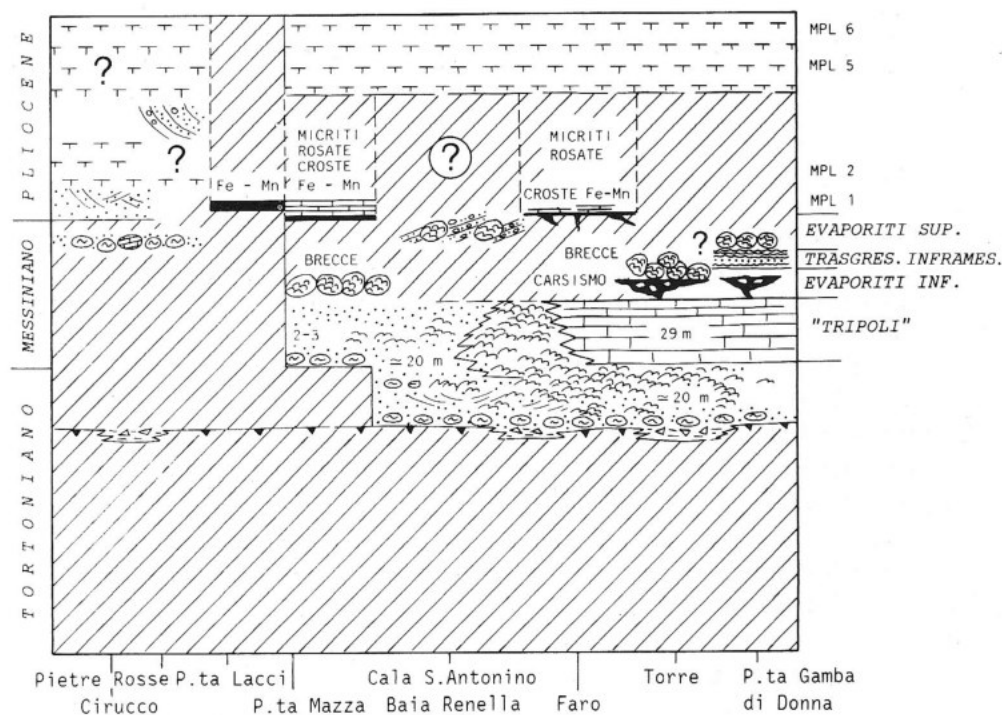 PLIOCENE
MESSINIANO
TORTONIANO
?
?
?
?
MICRITI
ROSATE
CROSTE
Fe - Mn
Fe - Mn
MICRITI
ROSATE
CROSTE Fe-Mn
BRECCE
BRECCE
CARSISMO
2-3
≃ 20 m
29 m
≃ 20 m
MPL 6
MPL 5
MPL 2
MPL 1
EVAPORITI SUP.
TRASGRES. INFRAMES.
EVAPORITI INF.
"TRIPOLI"
Pietre Rosse
Cirucco
P.ta Lacci
P.ta Mazza
Cala S.Antonino
Baia Renella
Faro
Torre
P.ta Gamba
di Donna